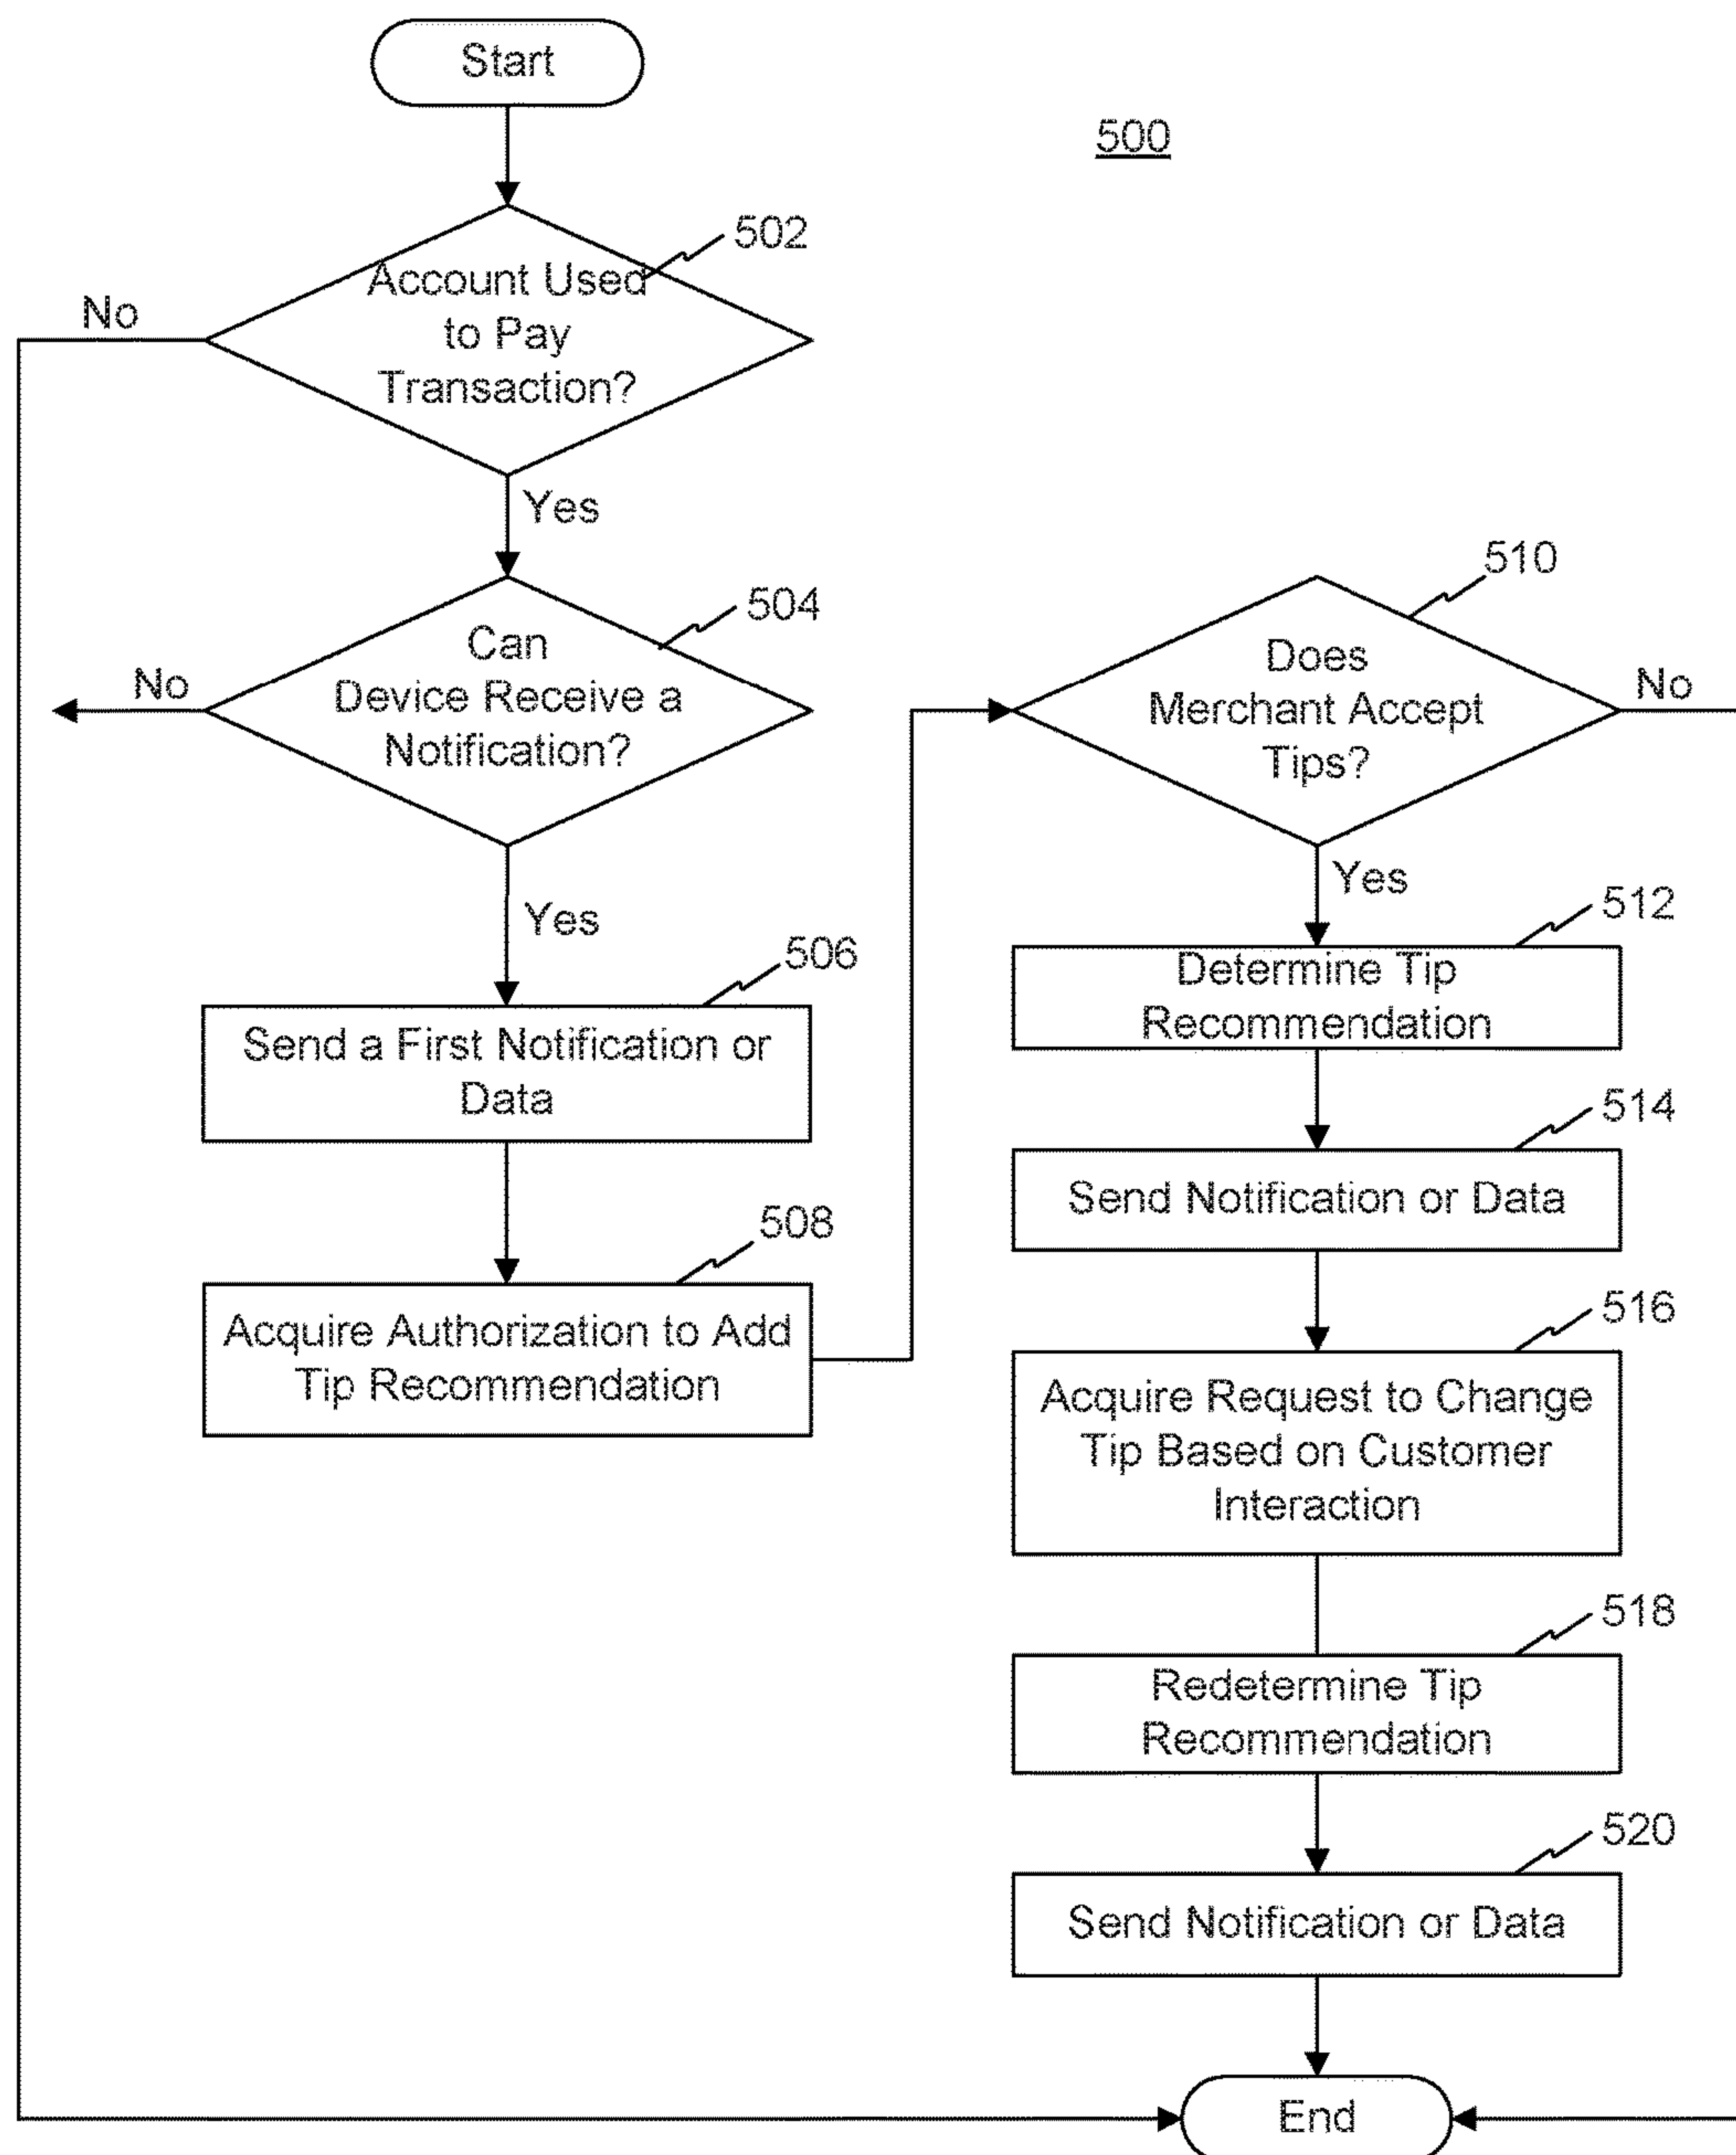 Start
500
502
Account Used
to Pay
Transaction?
No
Yes
504
Can
Device Receive a
Notification?
No
Yes
506
Send a First Notification or
Data
508
Acquire Authorization to Add
Tip Recommendation
510
Does
Merchant Accept
Tips?
No
Yes
512
Determine Tip
Recommendation
514
Send Notification or Data
516
Acquire Request to Change
Tip Based on Customer
Interaction
518
Redetermine Tip
Recommendation
520
Send Notification or Data
End